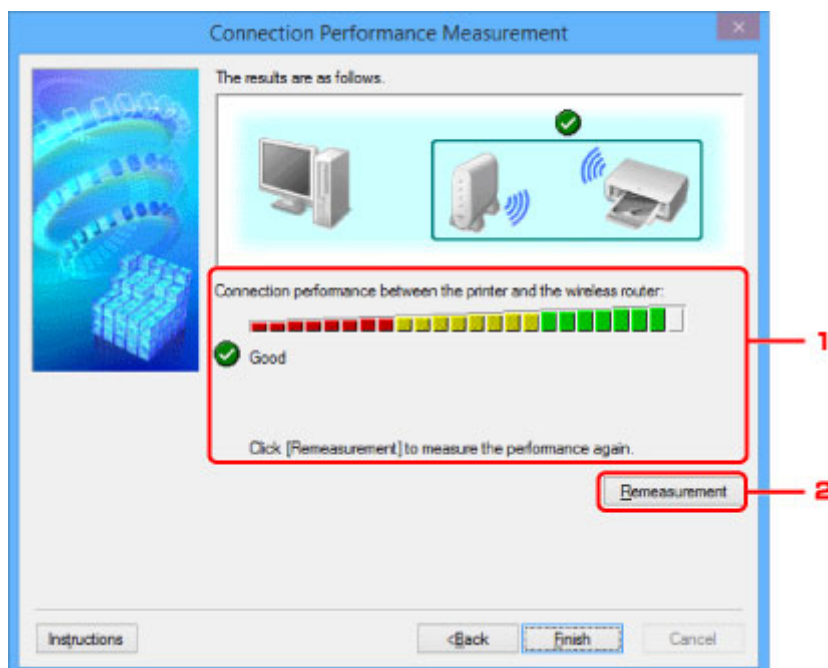 Connection Performance Measurement
The results are as follows.
Connection performance between the printer and the wireless router:
Good
1
Click [Remeasurement] to measure the performance again.
Remeasurement
2
Instructions
<Back
Finish
Cancel